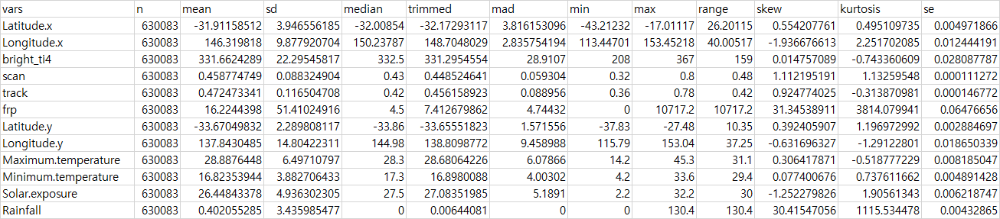 vars n mean sd median trimmed mad min max range skew kurtosis se
Latitude.x 630083 -31.91158512 3.946556185 -32.00854 -32.17293117 3.816153096 -43.21232 -17.01117 26.20115 0.554207761 0.495109735 0.004971866
Longitude.x 630083 146.319818 9.877920704 150.23787 148.7048029 2.835754194 113.44701 153.45218 40.00517 -1.936676613 2.251702085 0.012444191
bright_ti4 630083 331.6624289 22.29545817 332.5 331.2954554 28.9107 208 367 159 0.014757089 -0.743360609 0.028087787
scan 630083 0.458774749 0.088324904 0.43 0.448524641 0.059304 0.32 0.8 0.48 1.112195191 1.13259548 0.000111272
track 630083 0.472473341 0.116504708 0.42 0.456158923 0.088956 0.36 0.78 0.42 0.924774025 -0.313870981 0.000146772
frp 630083 16.2244398 51.41024916 4.5 7.412679862 4.74432 0 10717.2 10717.2 31.34538911 3814.079941 0.06476656
Latitude.y 630083 -33.67049832 2.289808117 -33.86 -33.65551823 1.571556 -37.83 -27.48 10.35 0.392405907 1.196972992 0.002884697
Longitude.y 630083 137.8430485 14.80422311 144.98 138.8098772 9.458988 115.79 153.04 37.25 -0.631696327 -1.29122801 0.018650339
Maximum.temperature 630083 28.8876448 6.49710797 28.3 28.68064226 6.07866 14.2 45.3 31.1 0.306417871 -0.518777229 0.008185047
Minimum.temperature 630083 16.82353944 3.882706433 17.3 16.8980088 4.00302 4.2 33.6 29.4 0.077400676 0.737611662 0.004891428
Solar.exposure 630083 26.44843378 4.936302305 27.5 27.08351985 5.1891 2.2 32.2 30 -1.252279826 1.90561343 0.006218747
Rainfall 630083 0.402055285 3.435985477 0 0.00644081 0 0 130.4 130.4 30.41547056 1115.534478 0.00432865